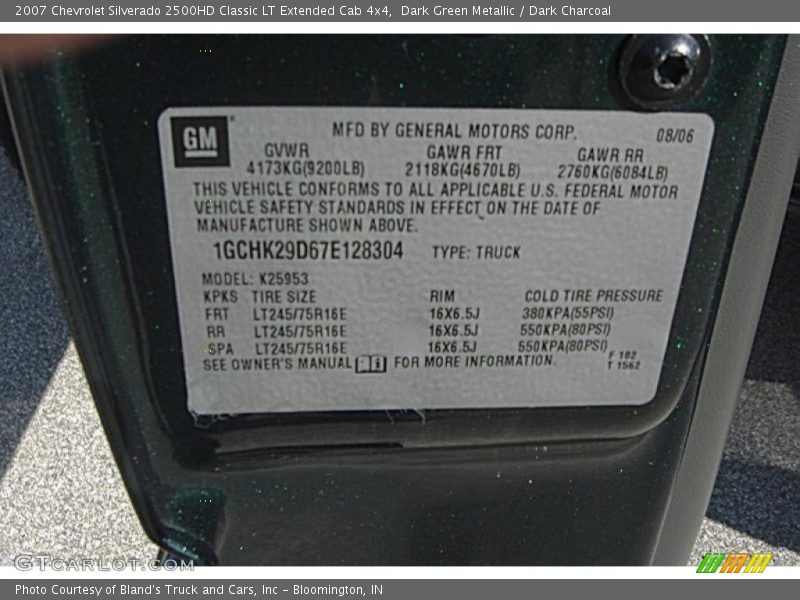 2007 Chevrolet Silverado 2500HD Classic LT Extended Cab 4x4,  Dark Green Metallic / Dark Charcoal
GM
MFD BY GENERAL MOTORS CORP. 08/06
GVWR GAWR FRT GAWR RR
4173KG(9200LB) 2118KG(4670LB) 2760KG(6084LB)
THIS VEHICLE CONFORMS TO ALL APPLICABLE U.S. FEDERAL MOTOR
VEHICLE SAFETY STANDARDS IN EFFECT ON THE DATE OF
MANUFACTURE SHOWN ABOVE.
1GCHK29D67E128304 TYPE: TRUCK
MODEL: K25953
KPKS TIRE SIZE RIM COLD TIRE PRESSURE
FRT LT245/75R16E 16X6.5J 380KPA(55PSI)
RR LT245/75R16E 16X6.5J 550KPA(80PSI)
SPA LT245/75R16E 16X6.5J 550KPA(80PSI)
SEE OWNER'S MANUAL FOR MORE INFORMATION.
F 102
T 1562
GTCarLot.com
Photo Courtesy of Bland's Truck and Cars, Inc - Bloomington, IN